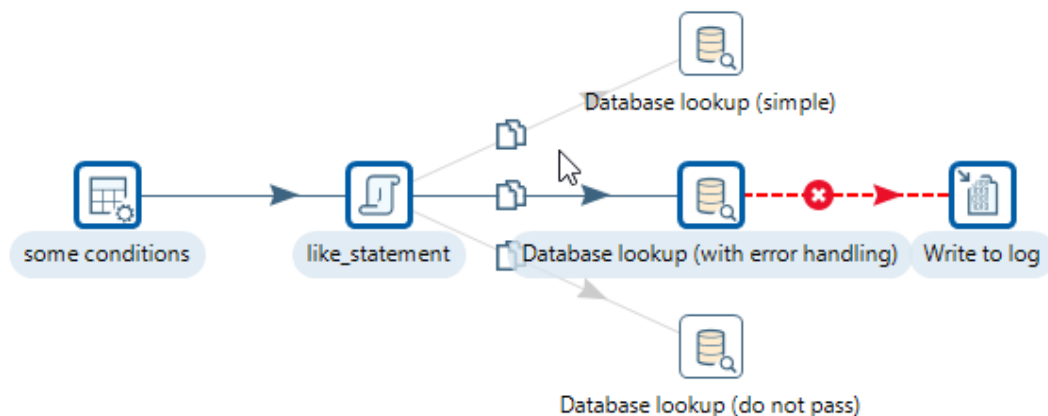 Database lookup (simple)
some conditions
like_statement
Database lookup (with error handling)
Write to log
Database lookup (do not pass)